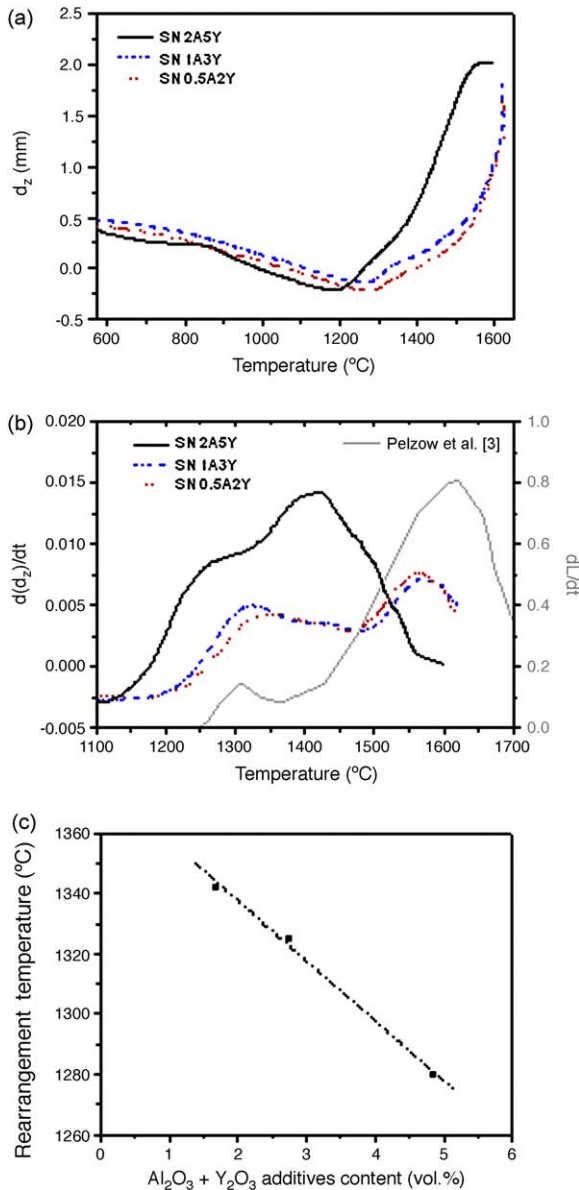 (a)
2.5
2.0
1.5
1.0
0.5
0.0
-0.5
d_z (mm)
SN 2A5Y
SN 1A3Y
SN 0.5A2Y
600 800 1000 1200 1400 1600
Temperature (ºC)
(b)
0.020
0.015
0.010
0.005
0.000
-0.005
d(d_z)/dt
SN 2A5Y
SN 1A3Y
SN 0.5A2Y
Pelzow et al. [3]
1.0
0.8
0.6
0.4
0.2
0.0
dL/dt
1100 1200 1300 1400 1500 1600 1700
Temperature (ºC)
(c)
1360
1340
1320
1300
1280
1260
Rearrangement temperature (ºC)
0 1 2 3 4 5 6
Al₂O₃ + Y₂O₃ additives content (vol.%)